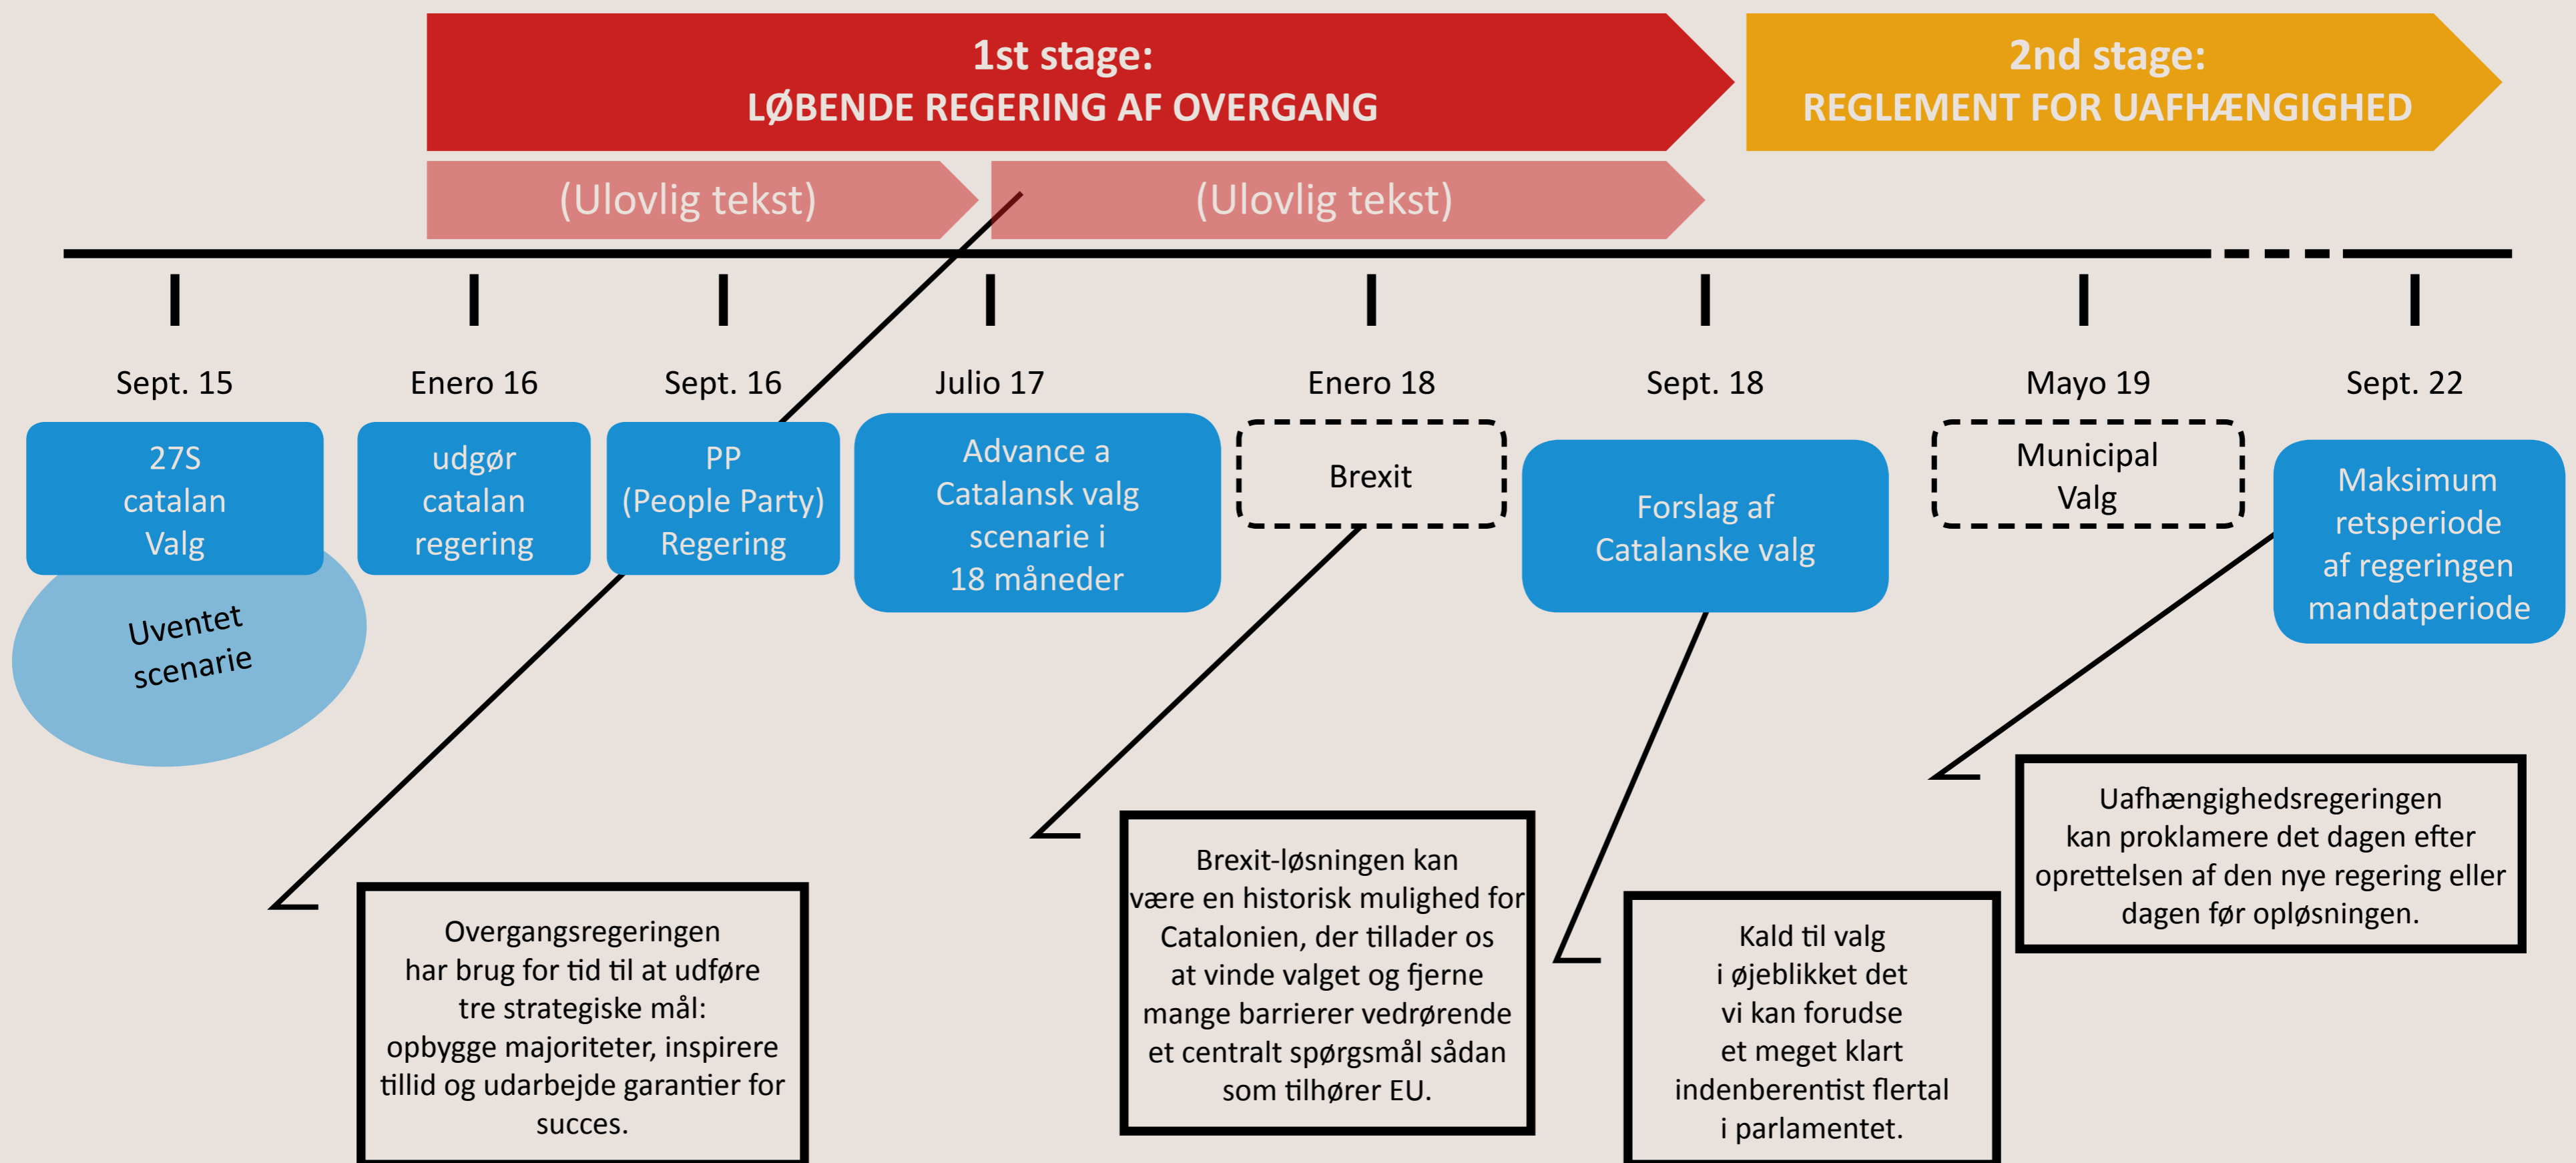 1st stage:
LØBENDE REGERING AF OVERGANG
2nd stage:
REGLEMENT FOR UAFHÆNGIGHED
(Ulovlig tekst)
(Ulovlig tekst)
Sept. 15
Enero 16
Sept. 16
Julio 17
Enero 18
Sept. 18
Mayo 19
Sept. 22
27S
catalan
Valg
udgør
catalan
regering
PP
(People Party)
Regering
Advance a
Catalansk valg
scenarie i
18 måneder
Brexit
Forslag af
Catalanske valg
Municipal
Valg
Maksimum
retsperiode
af regeringen
mandatperiode
Uventet
scenarie
Overgangsregeringen
har brug for tid til at udføre
tre strategiske mål:
opbygge majoriteter, inspirere
tillid og udarbejde garantier for
succes.
Brexit-løsningen kan
være en historisk mulighed for
Catalonien, der tillader os
at vinde valget og fjerne
mange barrierer vedrørende
et centralt spørgsmål sådan
som tilhører EU.
Kald til valg
i øjeblikket det
vi kan forudse
et meget klart
indenberentist flertal
i parlamentet.
Uafhængighedsregeringen
kan proklamere det dagen efter
oprettelsen af den nye regering eller
dagen før opløsningen.